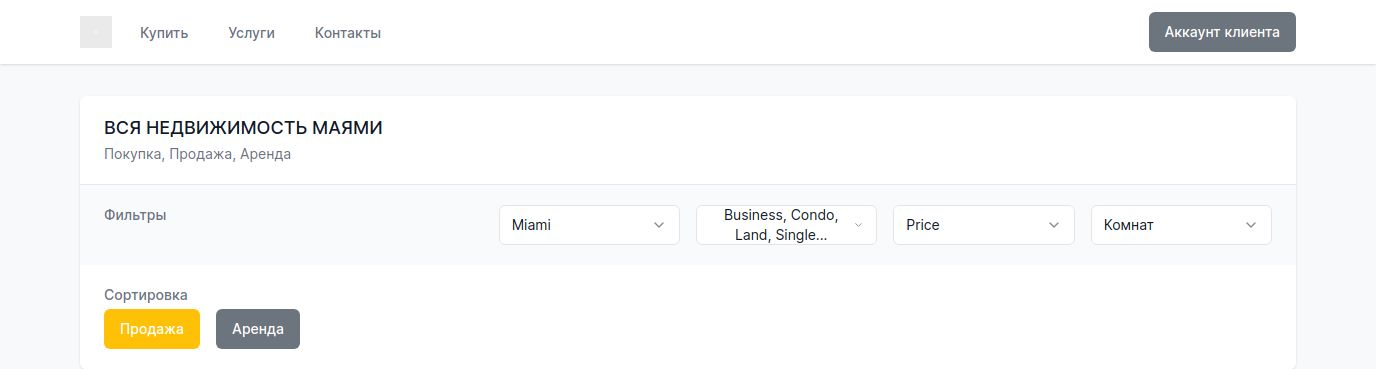 Купить Услуги Контакты Аккаунт клиента
ВСЯ НЕДВИЖИМОСТЬ МАЯМИ
Покупка, Продажа, Аренда
Фильтры
Miami
Business, Condo,
Land, Single...
Price
Комнат
Сортировка
Продажа Аренда